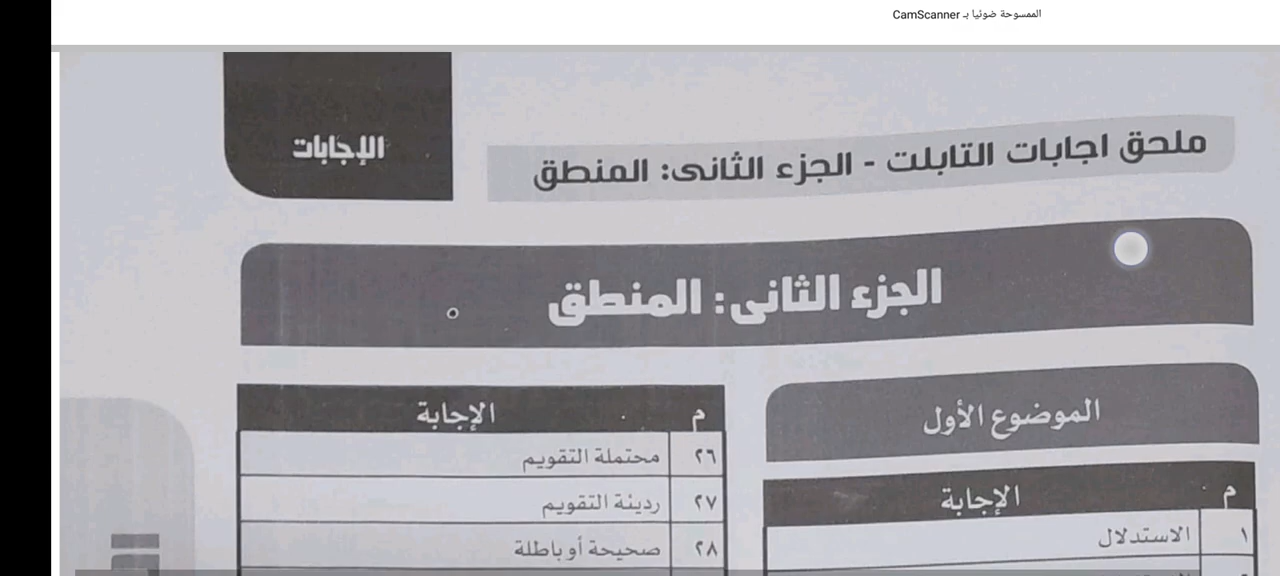 الممسوحة ضوئيا بـ CamScanner
ملحق اجابات التابلت - الجزء الثانى: المنطق
الإجابات
الجزء الثانى: المنطق
الموضوع الأول
م الإجابة
١ الاستدلال
م الإجابة
٢٦ محتملة التقويم
٢٧ رديئة التقويم
٢٨ صحيحة أو باطلة